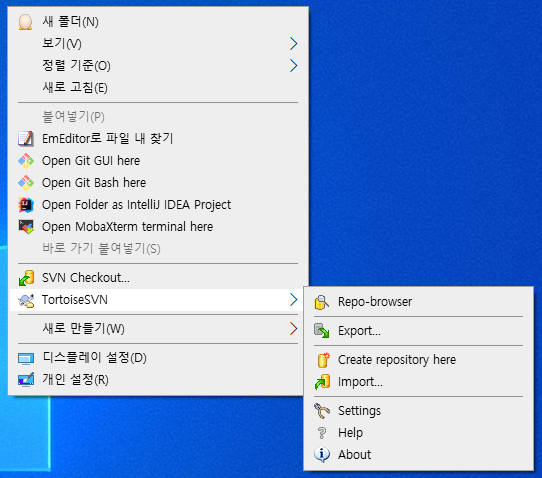 새 폴더(N)
보기(V)
정렬 기준(O)
새로 고침(E)
붙여넣기(P)
EmEditor로 파일 내 찾기
Open Git GUI here
Open Git Bash here
Open Folder as IntelliJ IDEA Project
Open MobaXterm terminal here
바로 가기 붙여넣기(S)
SVN Checkout...
TortoiseSVN
새로 만들기(W)
디스플레이 설정(D)
개인 설정(R)
Repo-browser
Export...
Create repository here
Import...
Settings
Help
About